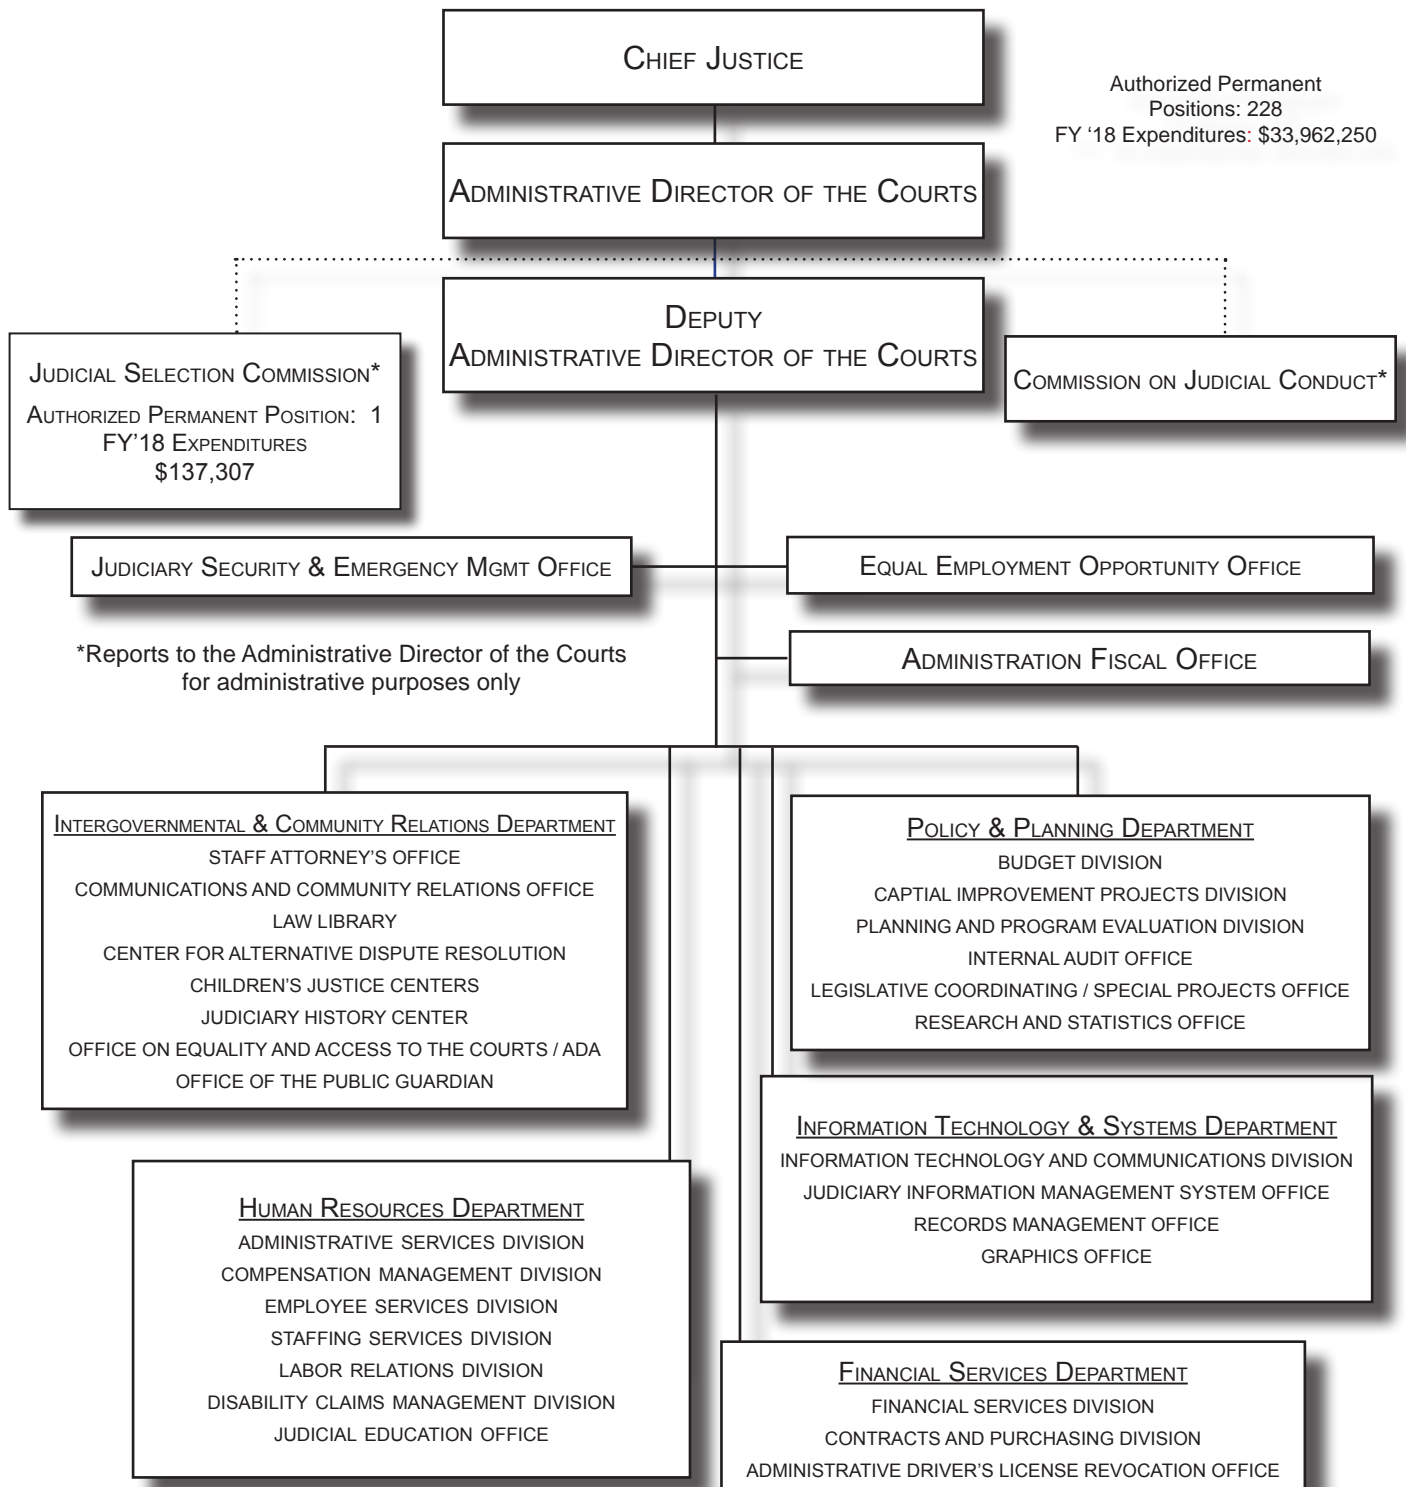 Chief Justice
Authorized Permanent
Positions: 228
FY ‘18 Expenditures: $33,962,250
Administrative Director of the Courts
Deputy
Administrative Director of the Courts
Judicial Selection Commission*
Authorized Permanent Position: 1
FY’18 Expenditures
$137,307
Commission on Judicial Conduct*
Judiciary Security & Emergency Mgmt Office
Equal Employment Opportunity Office
*Reports to the Administrative Director of the Courts
for administrative purposes only
Administration Fiscal Office
Intergovernmental & Community Relations Department
STAFF ATTORNEY’S OFFICE
COMMUNICATIONS AND COMMUNITY RELATIONS OFFICE
LAW LIBRARY
CENTER FOR ALTERNATIVE DISPUTE RESOLUTION
CHILDREN’S JUSTICE CENTERS
JUDICIARY HISTORY CENTER
OFFICE ON EQUALITY AND ACCESS TO THE COURTS / ADA
OFFICE OF THE PUBLIC GUARDIAN
Policy & Planning Department
BUDGET DIVISION
CAPTIAL IMPROVEMENT PROJECTS DIVISION
PLANNING AND PROGRAM EVALUATION DIVISION
INTERNAL AUDIT OFFICE
LEGISLATIVE COORDINATING / SPECIAL PROJECTS OFFICE
RESEARCH AND STATISTICS OFFICE
Information Technology & Systems Department
INFORMATION TECHNOLOGY AND COMMUNICATIONS DIVISION
JUDICIARY INFORMATION MANAGEMENT SYSTEM OFFICE
RECORDS MANAGEMENT OFFICE
GRAPHICS OFFICE
Human Resources Department
ADMINISTRATIVE SERVICES DIVISION
COMPENSATION MANAGEMENT DIVISION
EMPLOYEE SERVICES DIVISION
STAFFING SERVICES DIVISION
LABOR RELATIONS DIVISION
DISABILITY CLAIMS MANAGEMENT DIVISION
JUDICIAL EDUCATION OFFICE
Financial Services Department
FINANCIAL SERVICES DIVISION
CONTRACTS AND PURCHASING DIVISION
ADMINISTRATIVE DRIVER’S LICENSE REVOCATION OFFICE